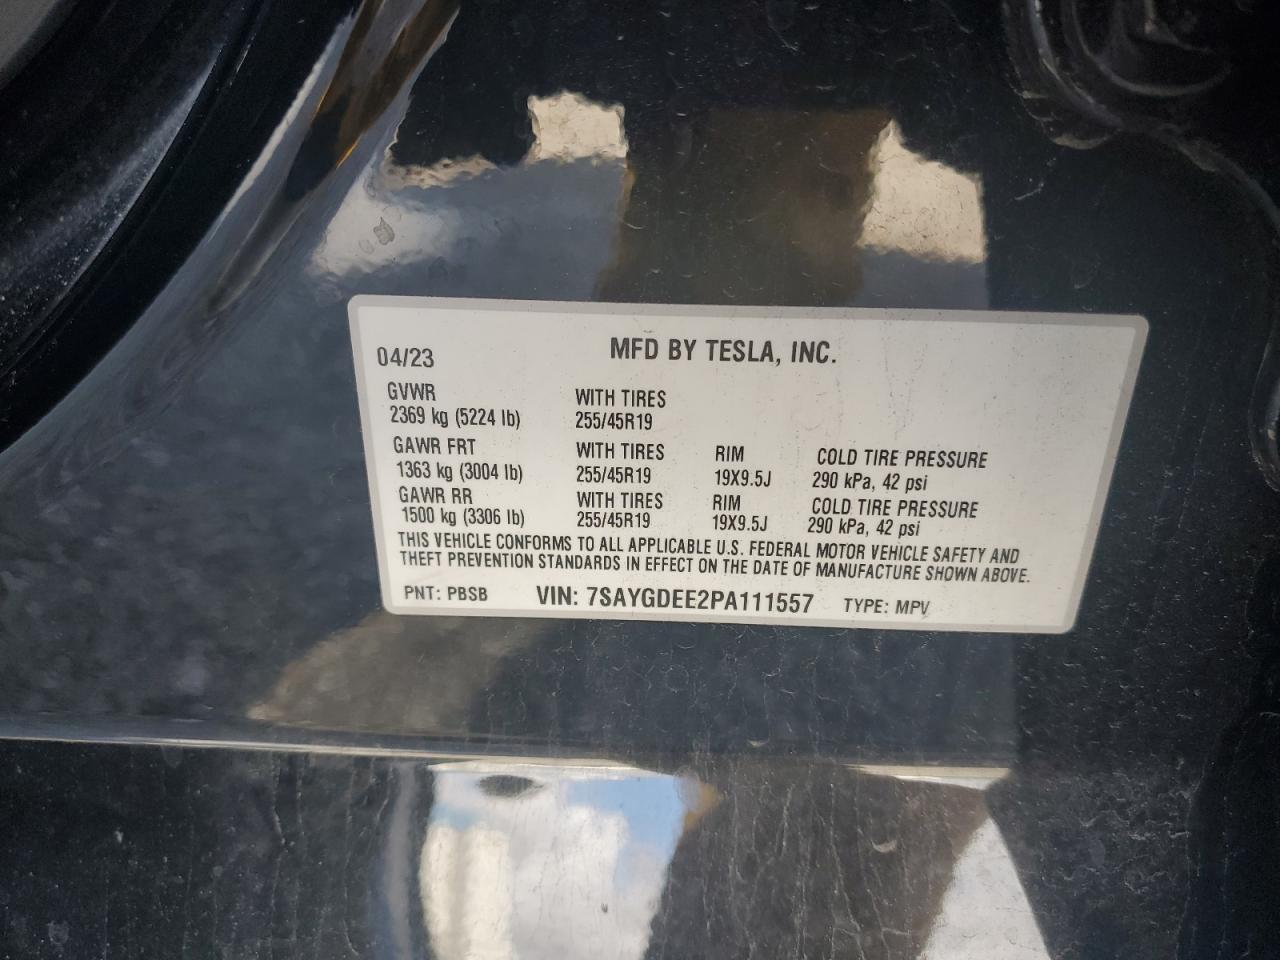 04/23 MFD BY TESLA, INC.
GVWR WITH TIRES
2369 kg (5224 lb) 255/45R19
GAWR FRT WITH TIRES RIM COLD TIRE PRESSURE
1363 kg (3004 lb) 255/45R19 19X9.5J 290 kPa, 42 psi
GAWR RR WITH TIRES RIM COLD TIRE PRESSURE
1500 kg (3306 lb) 255/45R19 19X9.5J 290 kPa, 42 psi
THIS VEHICLE CONFORMS TO ALL APPLICABLE U.S. FEDERAL MOTOR VEHICLE SAFETY AND
THEFT PREVENTION STANDARDS IN EFFECT ON THE DATE OF MANUFACTURE SHOWN ABOVE.
PNT: PBSB VIN: 7SAYGDEE2PA111557 TYPE: MPV